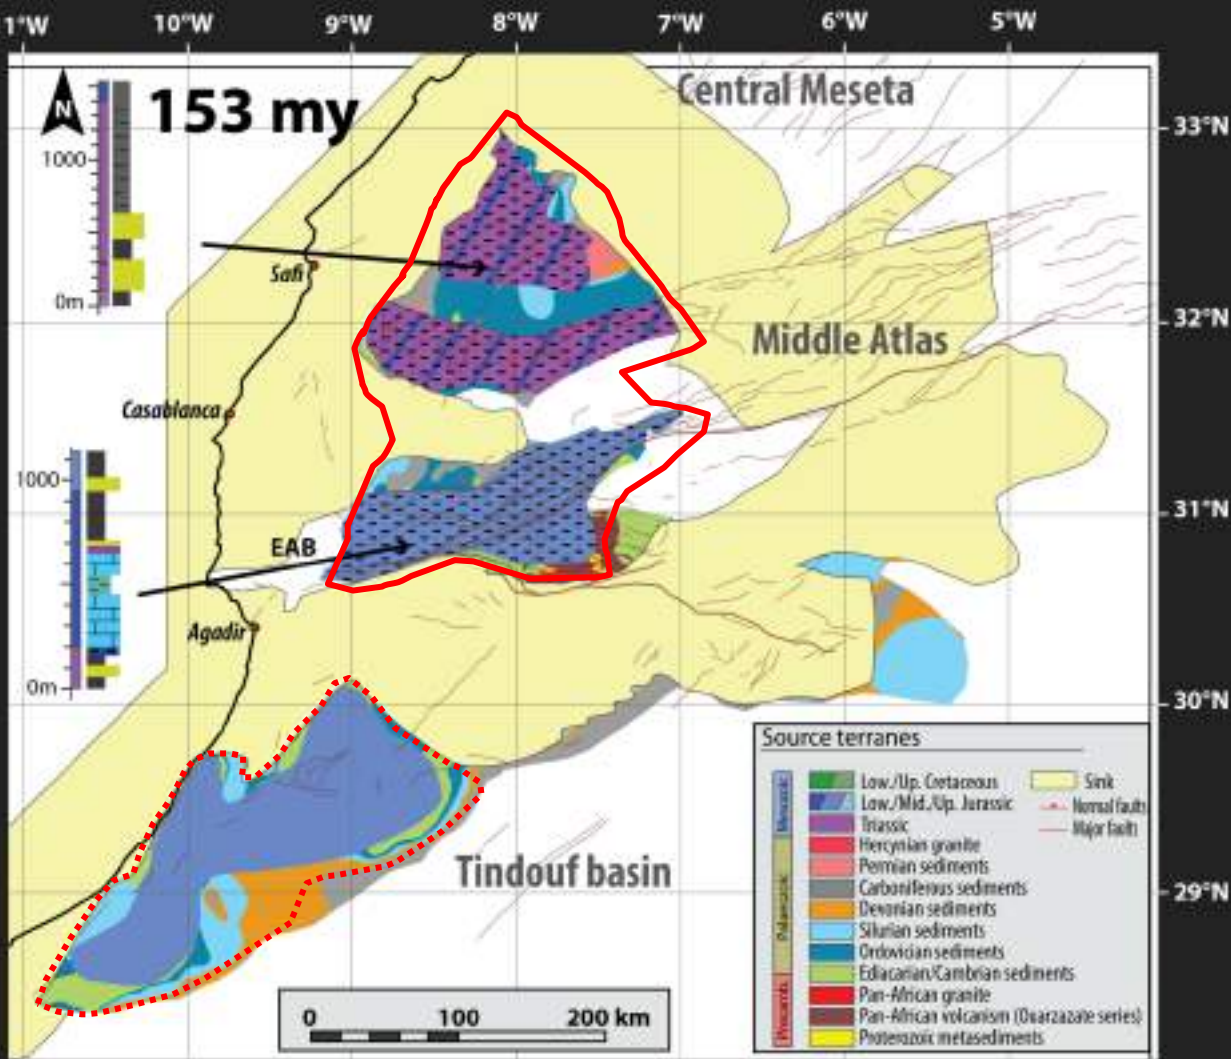 1°W 10°W 9°W 8°W 7°W 6°W 5°W
N
153 my
Central Meseta
33°N
1000
0m
Safi
32°N
Middle Atlas
Casablanca
1000
0m
31°N
EAB
Agadir
30°N
29°N
Tindouf basin
0 100 200 km
Source terranes
Mesozoic
Palaeozoic
Precamb.
Low./Up. Cretaceous
Low./Mid./Up. Jurassic
Triassic
Hercynian granite
Permian sediments
Carboniferous sediments
Devonian sediments
Silurian sediments
Ordovician sediments
Ediacarian/Cambrian sediments
Pan-African granite
Pan-African volcanism (Ouarzazate series)
Proterozoic metasediments
Sink
Normal faults
Major faults